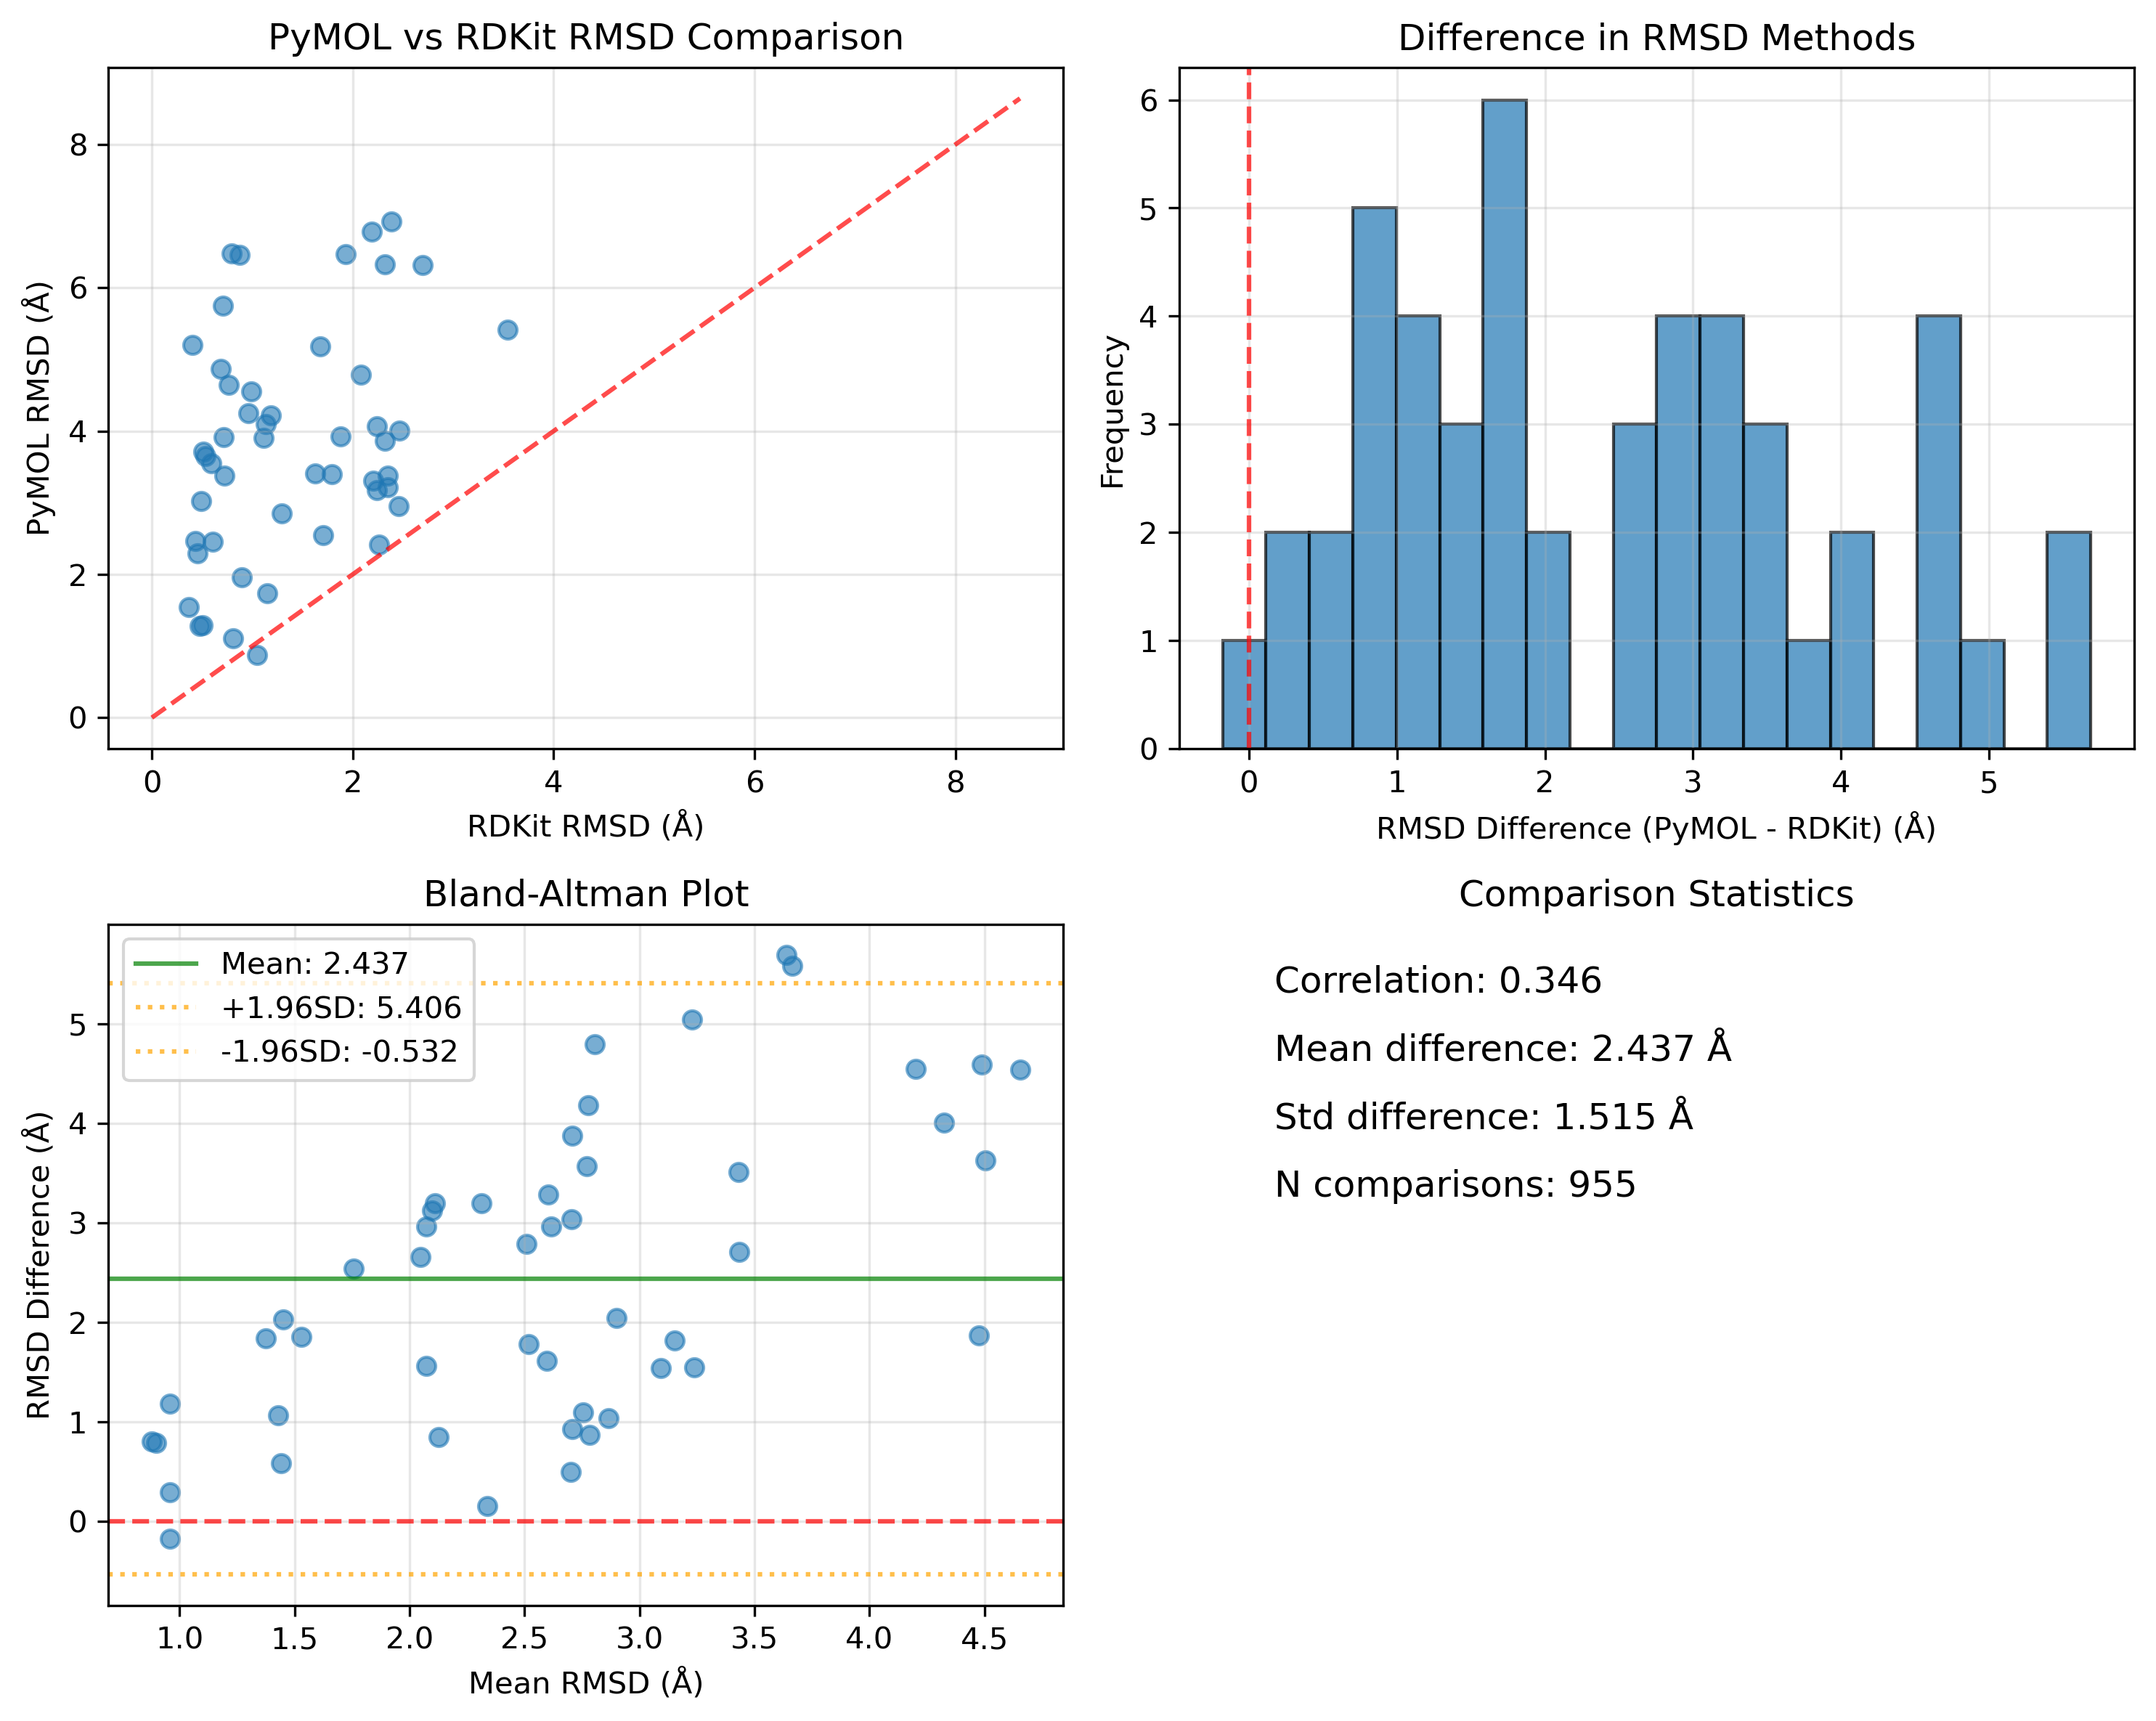 PyMOL vs RDKit RMSD Comparison
PyMOL RMSD (Å)
8
6
4
2
0
0 2 4 6 8
RDKit RMSD (Å)
Difference in RMSD Methods
Frequency
6
5
4
3
2
1
0
0 1 2 3 4 5
RMSD Difference (PyMOL - RDKit) (Å)
Bland-Altman Plot
Mean: 2.437
+1.96SD: 5.406
-1.96SD: -0.532
RMSD Difference (Å)
5
4
3
2
1
0
1.0 1.5 2.0 2.5 3.0 3.5 4.0 4.5
Mean RMSD (Å)
Comparison Statistics
Correlation: 0.346
Mean difference: 2.437 Å
Std difference: 1.515 Å
N comparisons: 955